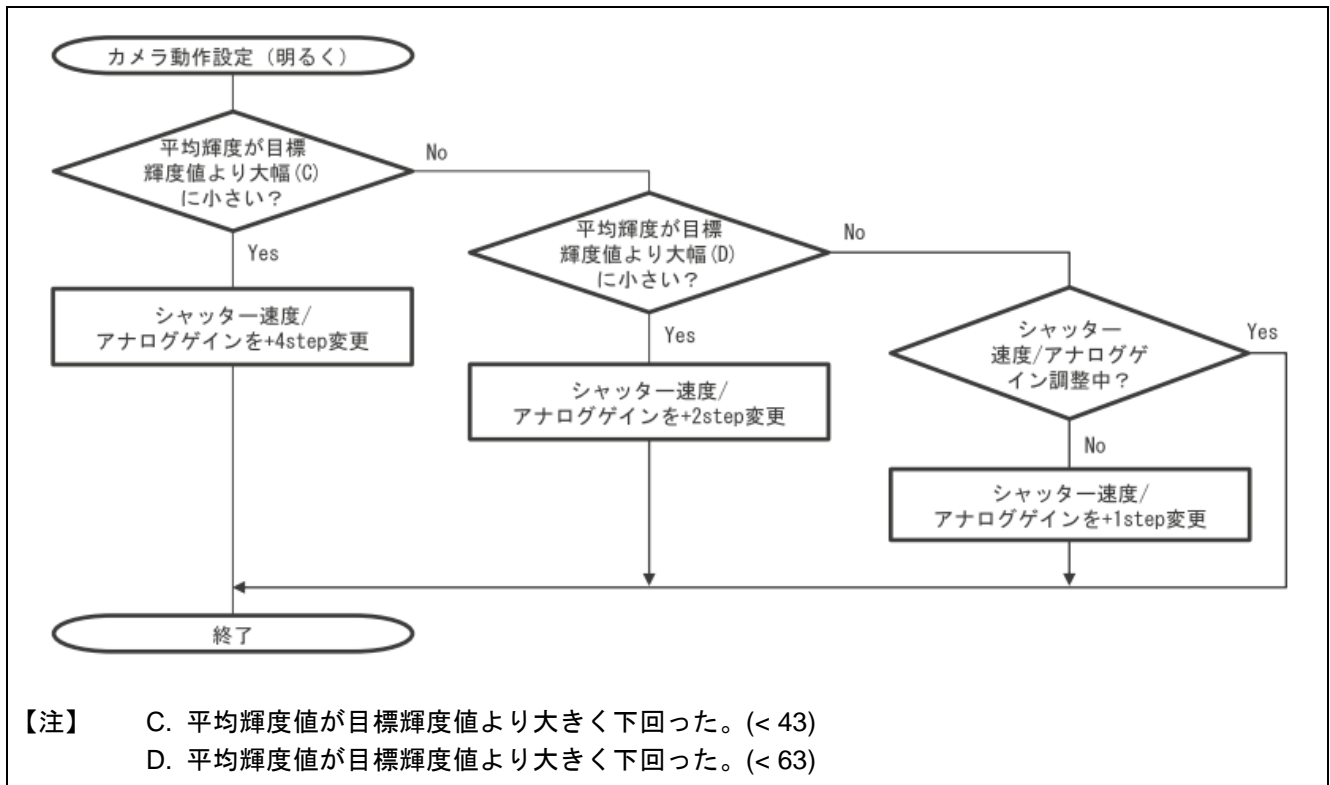 カメラ動作設定（明るく）
平均輝度が目標
輝度値より大幅(C)
に小さい？
No
Yes
シャッター速度/
アナログゲインを+4step変更
平均輝度が目標
輝度値より大幅(D)
に小さい？
No
Yes
シャッター速度/
アナログゲインを+2step変更
シャッター
速度/アナログゲ
イン調整中？
Yes
No
シャッター速度/
アナログゲインを+1step変更
終了
【注】 C. 平均輝度値が目標輝度値より大きく下回った。(< 43)
D. 平均輝度値が目標輝度値より大きく下回った。(< 63)